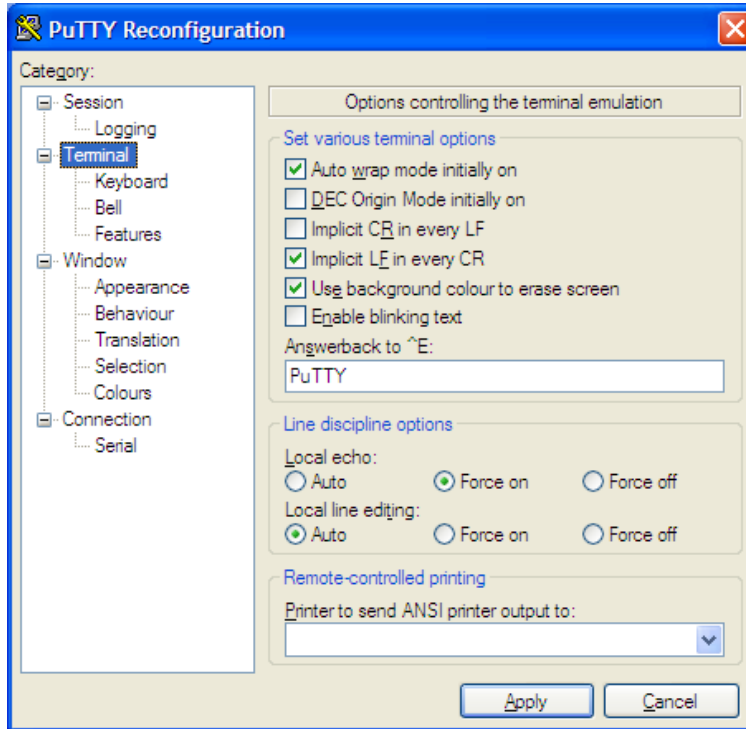 PuTTY Reconfiguration
Category:
Session
Logging
Terminal
Keyboard
Bell
Features
Window
Appearance
Behaviour
Translation
Selection
Colours
Connection
Serial
Options controlling the terminal emulation
Set various terminal options
Auto wrap mode initially on
DEC Origin Mode initially on
Implicit CR in every LF
Implicit LF in every CR
Use background colour to erase screen
Enable blinking text
Answerback to ^E:
PuTTY
Line discipline options
Local echo:
Auto Force on Force off
Local line editing:
Auto Force on Force off
Remote-controlled printing
Printer to send ANSI printer output to:
Apply Cancel